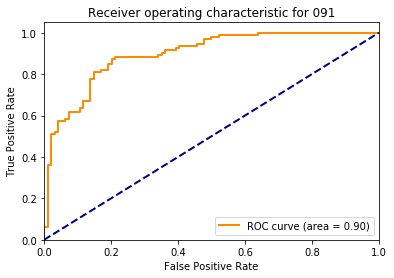 Receiver operating characteristic for 091
1.0
0.8
0.6
0.4
0.2
0.0
True Positive Rate
0.0 0.2 0.4 0.6 0.8 1.0
False Positive Rate
ROC curve (area = 0.90)